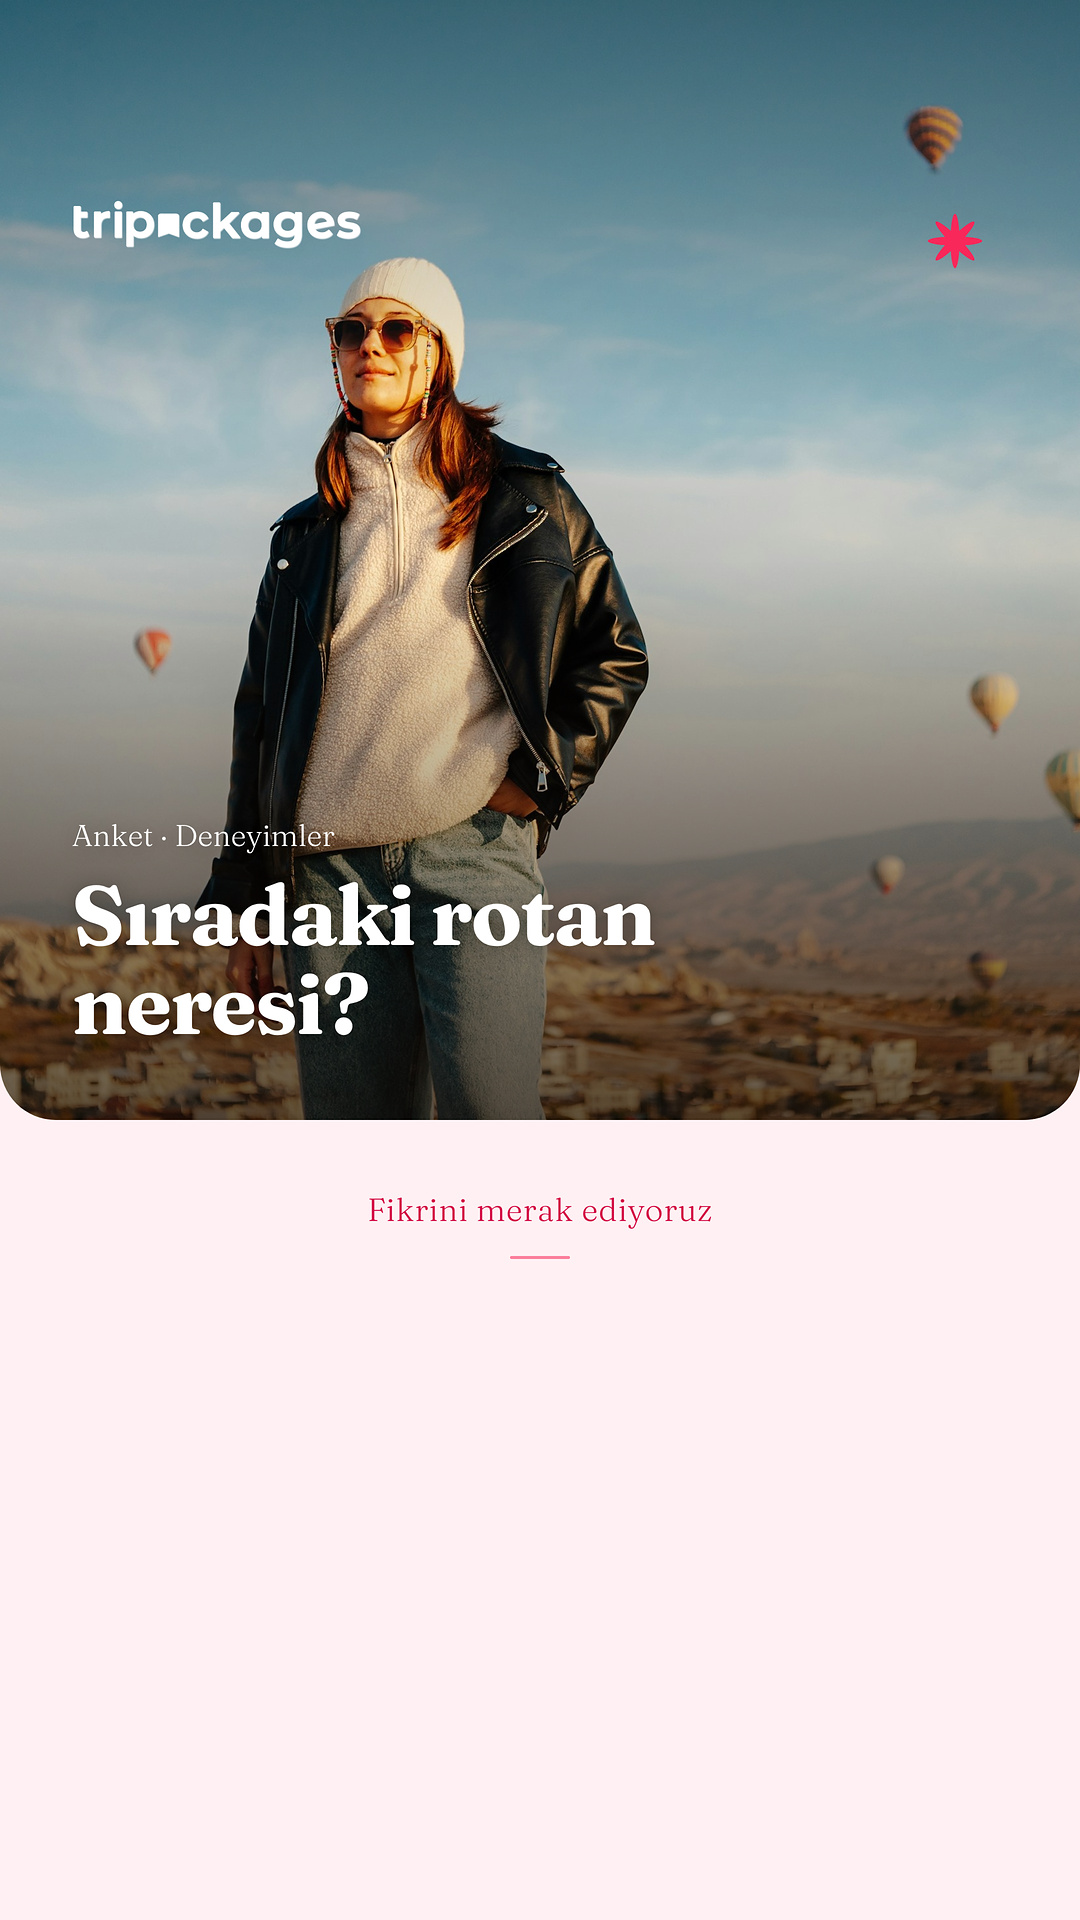 tripackages
Anket · Deneyimler
Sıradaki rotan
neresi?
Fikrini merak ediyoruz